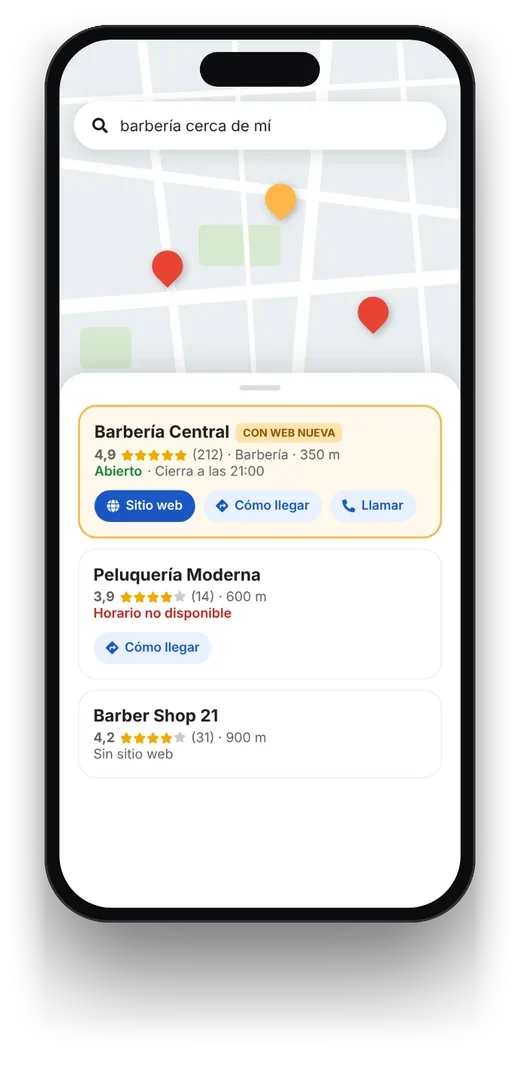 barbería cerca de mí
Barbería Central CON WEB NUEVA
4,9 (212) · Barbería · 350 m
Abierto · Cierra a las 21:00
Sitio web Cómo llegar Llamar
Peluquería Moderna
3,9 (14) · 600 m
Horario no disponible
Cómo llegar
Barber Shop 21
4,2 (31) · 900 m
Sin sitio web